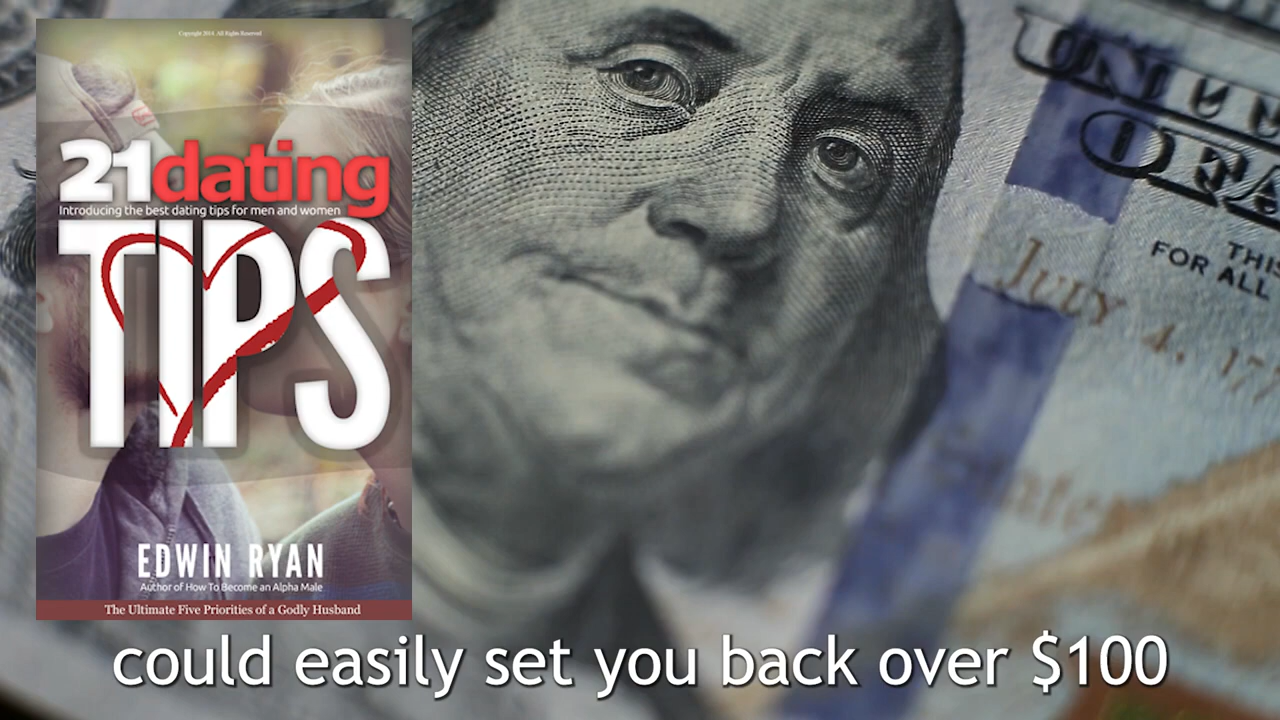 Copyright 2014. All Rights Reserved
21dating
Introducing the best dating tips for men and women
TIPS
EDWIN RYAN
Author of How To Become an Alpha Male
The Ultimate Five Priorities of a Godly Husband
THIS
FOR ALL
JULY 4, 177
could easily set you back over $100